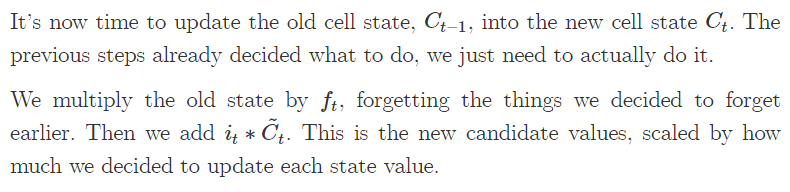 It's now time to update the old cell state, C_{t−1}, into the new cell state C_t. The
previous steps already decided what to do, we just need to actually do it.
We multiply the old state by f_t, forgetting the things we decided to forget
earlier. Then we add i_t * C̃_t. This is the new candidate values, scaled by how
much we decided to update each state value.